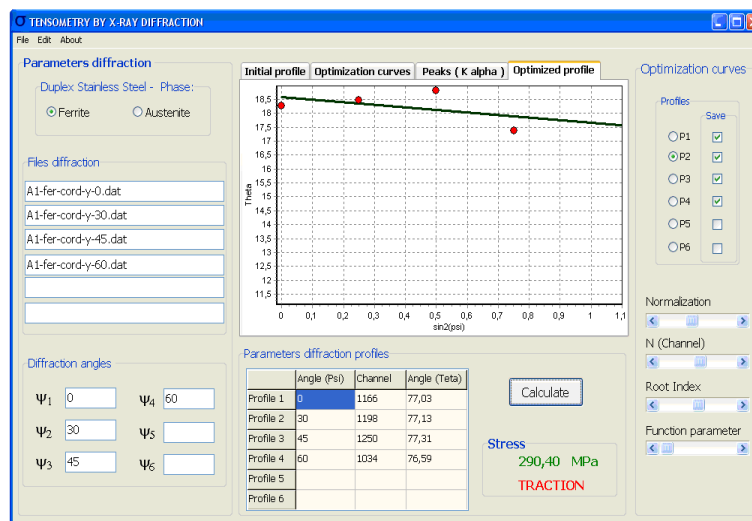 σ TENSOMETRY BY X-RAY DIFFRACTION
File Edit About
Parameters diffraction
Duplex Stainless Steel - Phase:
Ferrite Austenite
Files diffraction
A1-fer-cord-y-0.dat
A1-fer-cord-y-30.dat
A1-fer-cord-y-45.dat
A1-fer-cord-y-60.dat
Diffraction angles
Ψ1 0 Ψ4 60
Ψ2 30 Ψ5
Ψ3 45 Ψ6
Initial profile Optimization curves Peaks ( K alpha ) Optimized profile
18,5
18
17,5
17
16,5
16
15,5
15
14,5
14
13,5
13
12,5
12
11,5
Theta
0 0,1 0,2 0,3 0,4 0,5 0,6 0,7 0,8 0,9 1 1,1
sin2(psi)
Parameters diffraction profiles
Angle (Psi) Channel Angle (Teta)
Profile 1 0 1166 77,03
Profile 2 30 1198 77,13
Profile 3 45 1250 77,31
Profile 4 60 1034 76,59
Profile 5
Profile 6
Calculate
Stress
290,40 MPa
TRACTION
Optimization curves
Profiles
Save
P1
P2
P3
P4
P5
P6
Normalization
N (Channel)
Root Index
Function parameter